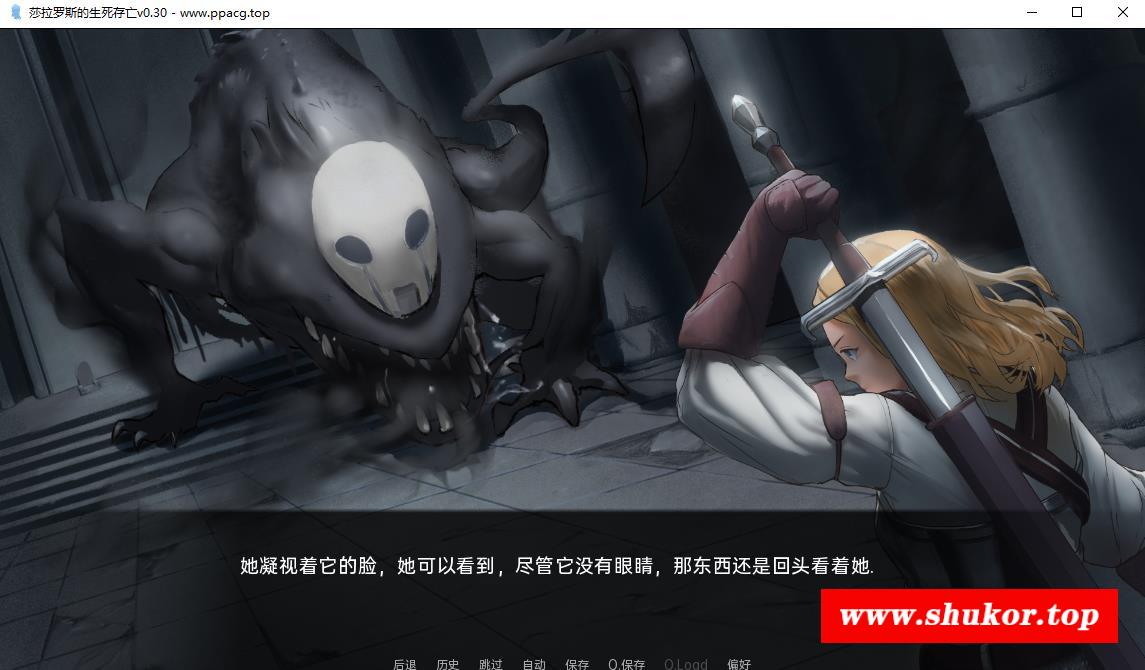 莎拉罗斯的生死存亡v0.30 - www.ppacg.top
她凝视着它的脸，她可以看到，尽管它没有眼睛，那东西还是回头看着她.
www.shukor.top
后退 历史 跳过 自动 保存 Q.保存 Q.Load 偏好